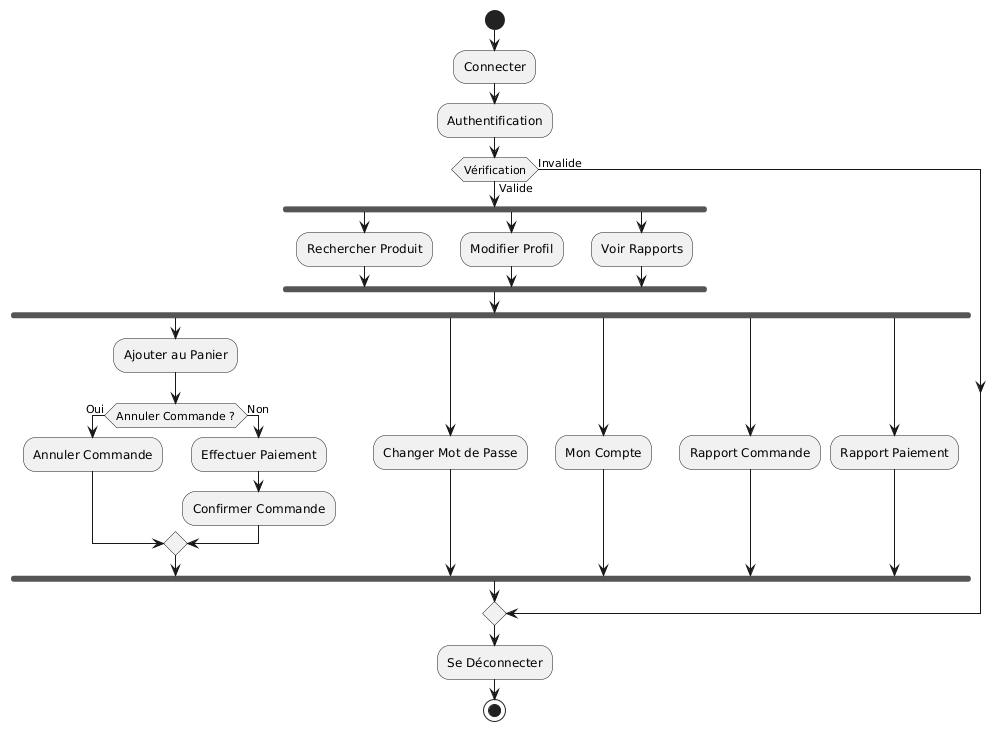 Connecter
Authentification
Vérification
Invalide
Valide
Rechercher Produit
Modifier Profil
Voir Rapports
Ajouter au Panier
Oui
Annuler Commande ?
Non
Annuler Commande
Effectuer Paiement
Changer Mot de Passe
Mon Compte
Rapport Commande
Rapport Paiement
Confirmer Commande
Se Déconnecter